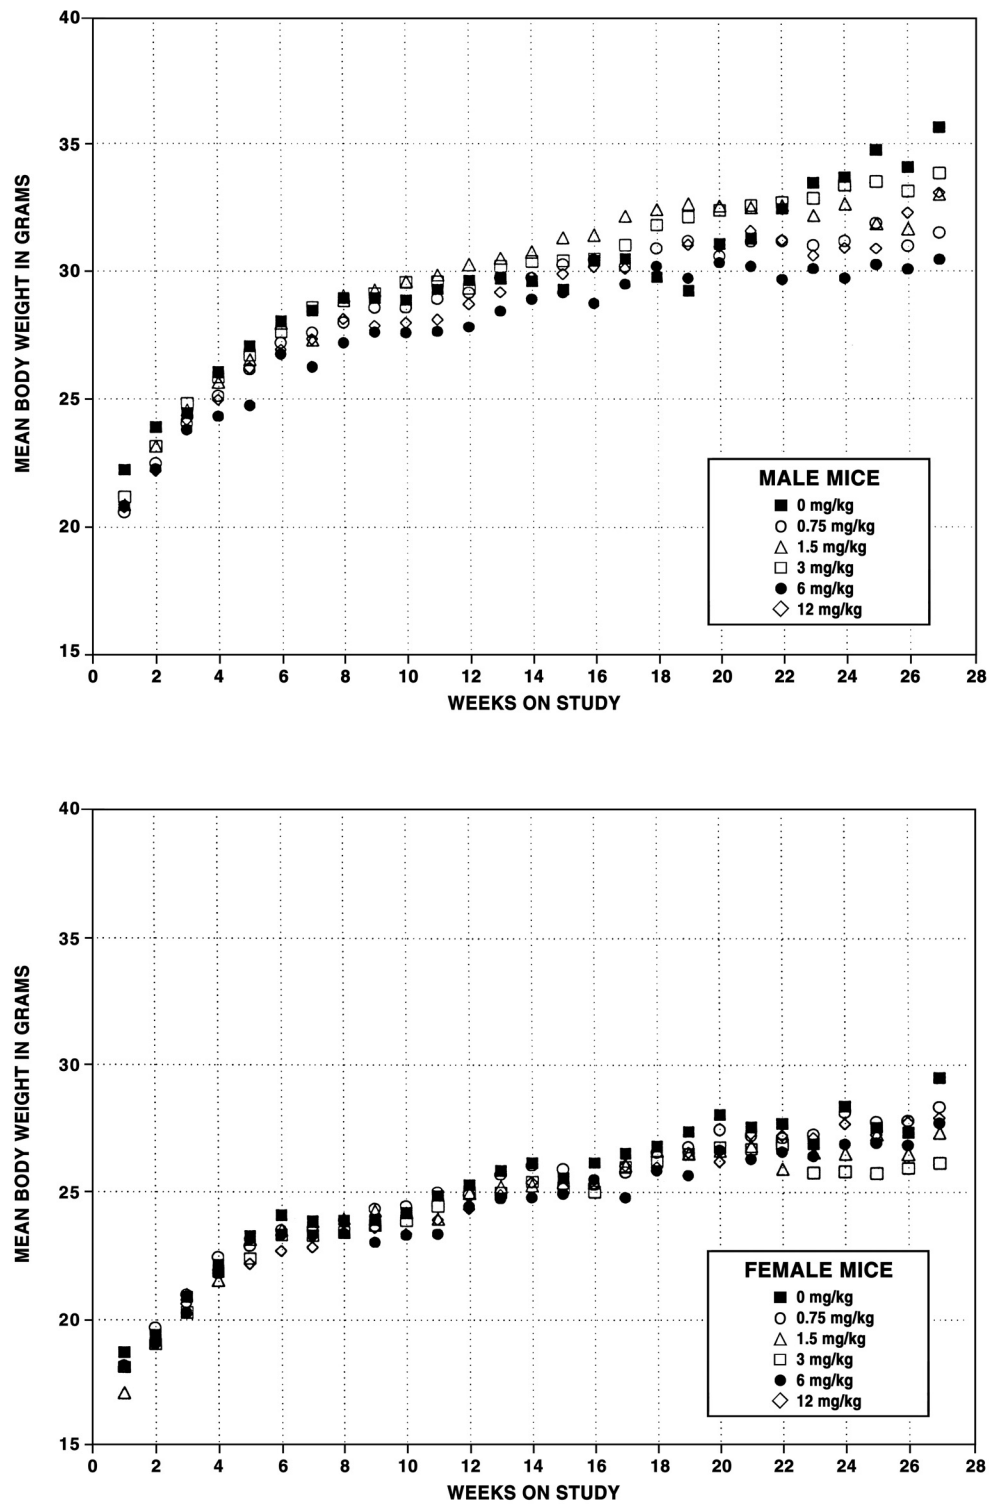 40
35
30
25
20
15
MEAN BODY WEIGHT IN GRAMS
MALE MICE
0 mg/kg
0.75 mg/kg
1.5 mg/kg
3 mg/kg
6 mg/kg
12 mg/kg
0 2 4 6 8 10 12 14 16 18 20 22 24 26 28
WEEKS ON STUDY
40
35
30
25
20
15
MEAN BODY WEIGHT IN GRAMS
FEMALE MICE
0 mg/kg
0.75 mg/kg
1.5 mg/kg
3 mg/kg
6 mg/kg
12 mg/kg
0 2 4 6 8 10 12 14 16 18 20 22 24 26 28
WEEKS ON STUDY